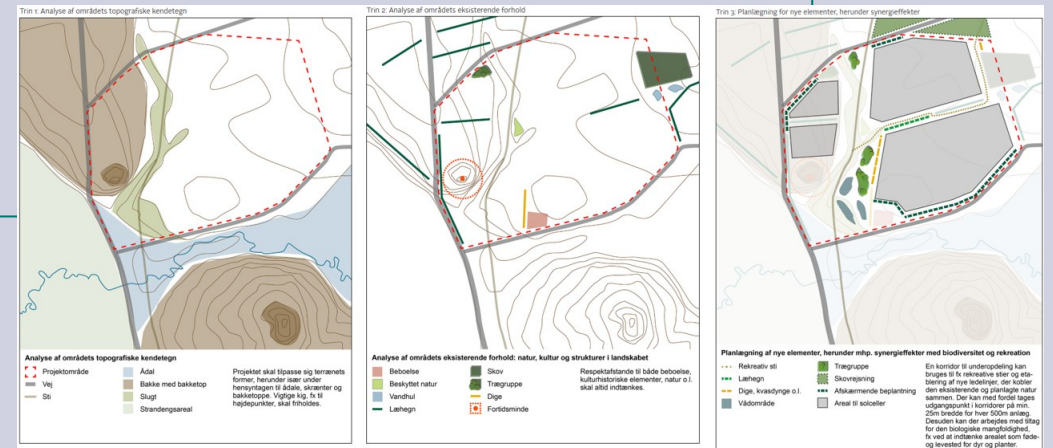 Trin 1: Analyse af områdets topografiske kendetegn
Analyse af områdets topografiske kendetegn
Projektområde
Vej
Sti
Ådal
Bakke med bakketop
Slugt
Strandengsareal
Projektet skal tilpasse sig terrænets
former, herunder især under
hensyntagen til ådale, skrænter og
bakketoppe. Vigtige kig, fx til
højdepunkter, skal friholdes.
Trin 2: Analyse af områdets eksisterende forhold
Analyse af områdets eksisterende forhold: natur, kultur og strukturer i landskabet
Beboelse
Beskyttet natur
Vandhul
Læhegn
Skov
Trægruppe
Dige
Fortidsminde
Respektafstande til både beboelse,
kulturhistoriske elementer, natur o.l.
skal altid indtænkes.
Trin 3: Planlægning for nye elementer, herunder synergieffekter
Planlægning af nye elementer, herunder mhp. synergieffekter med biodiversitet og rekreation
Rekreativ sti
Læhegn
Dige, kvasdynge o.l.
Vådområde
Trægruppe
Skovrejsning
Afskærmende beplantning
Areal til solceller
En korridor til underopdeling kan
bruges til fx rekreative stier og eta-
blering af nye ledelinjer, der kobler
den eksisterende og planlagte natur
sammen. Der kan med fordel tages
udgangspunkt i korridorer på min.
25m bredde for hver 500m anlæg.
Desuden kan der arbejdes med tiltag
for den biologiske mangfoldighed,
fx ved at indtænke arealet som føde-
og levested for dyr og planter.